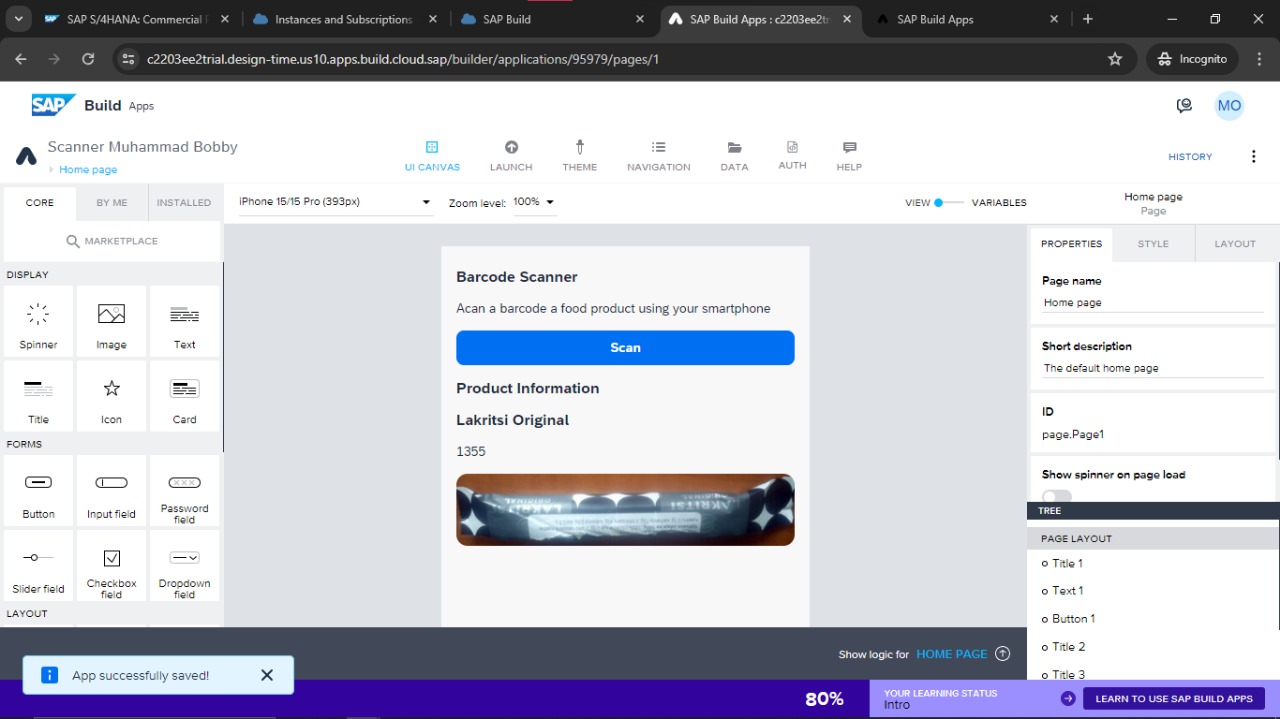 SAP S/4HANA: Commercial
Instances and Subscriptions
SAP Build
SAP Build Apps : c2203ee2tr
SAP Build Apps
c2203ee2trial.design-time.us10.apps.build.cloud.sap/builder/applications/95979/pages/1
Incognito
SAP Build Apps
MO
Scanner Muhammad Bobby
Home page
UI CANVAS
LAUNCH
THEME
NAVIGATION
DATA
AUTH
HELP
HISTORY
CORE
BY ME
INSTALLED
iPhone 15/15 Pro (393px)
Zoom level: 100%
VIEW
VARIABLES
Home page
Page
MARKETPLACE
PROPERTIES
STYLE
LAYOUT
DISPLAY
Spinner
Image
Text
Title
Icon
Card
FORMS
Button
Input field
Password field
Slider field
Checkbox field
Dropdown field
LAYOUT
Barcode Scanner
Acan a barcode a food product using your smartphone
Scan
Product Information
Lakritsi Original
1355
LAKRITSI
ORIGINAL
Page name
Home page
Short description
The default home page
ID
page.Page1
Show spinner on page load
TREE
PAGE LAYOUT
Title 1
Text 1
Button 1
Title 2
Title 3
Show logic for HOME PAGE
App successfully saved!
80%
YOUR LEARNING STATUS
Intro
LEARN TO USE SAP BUILD APPS